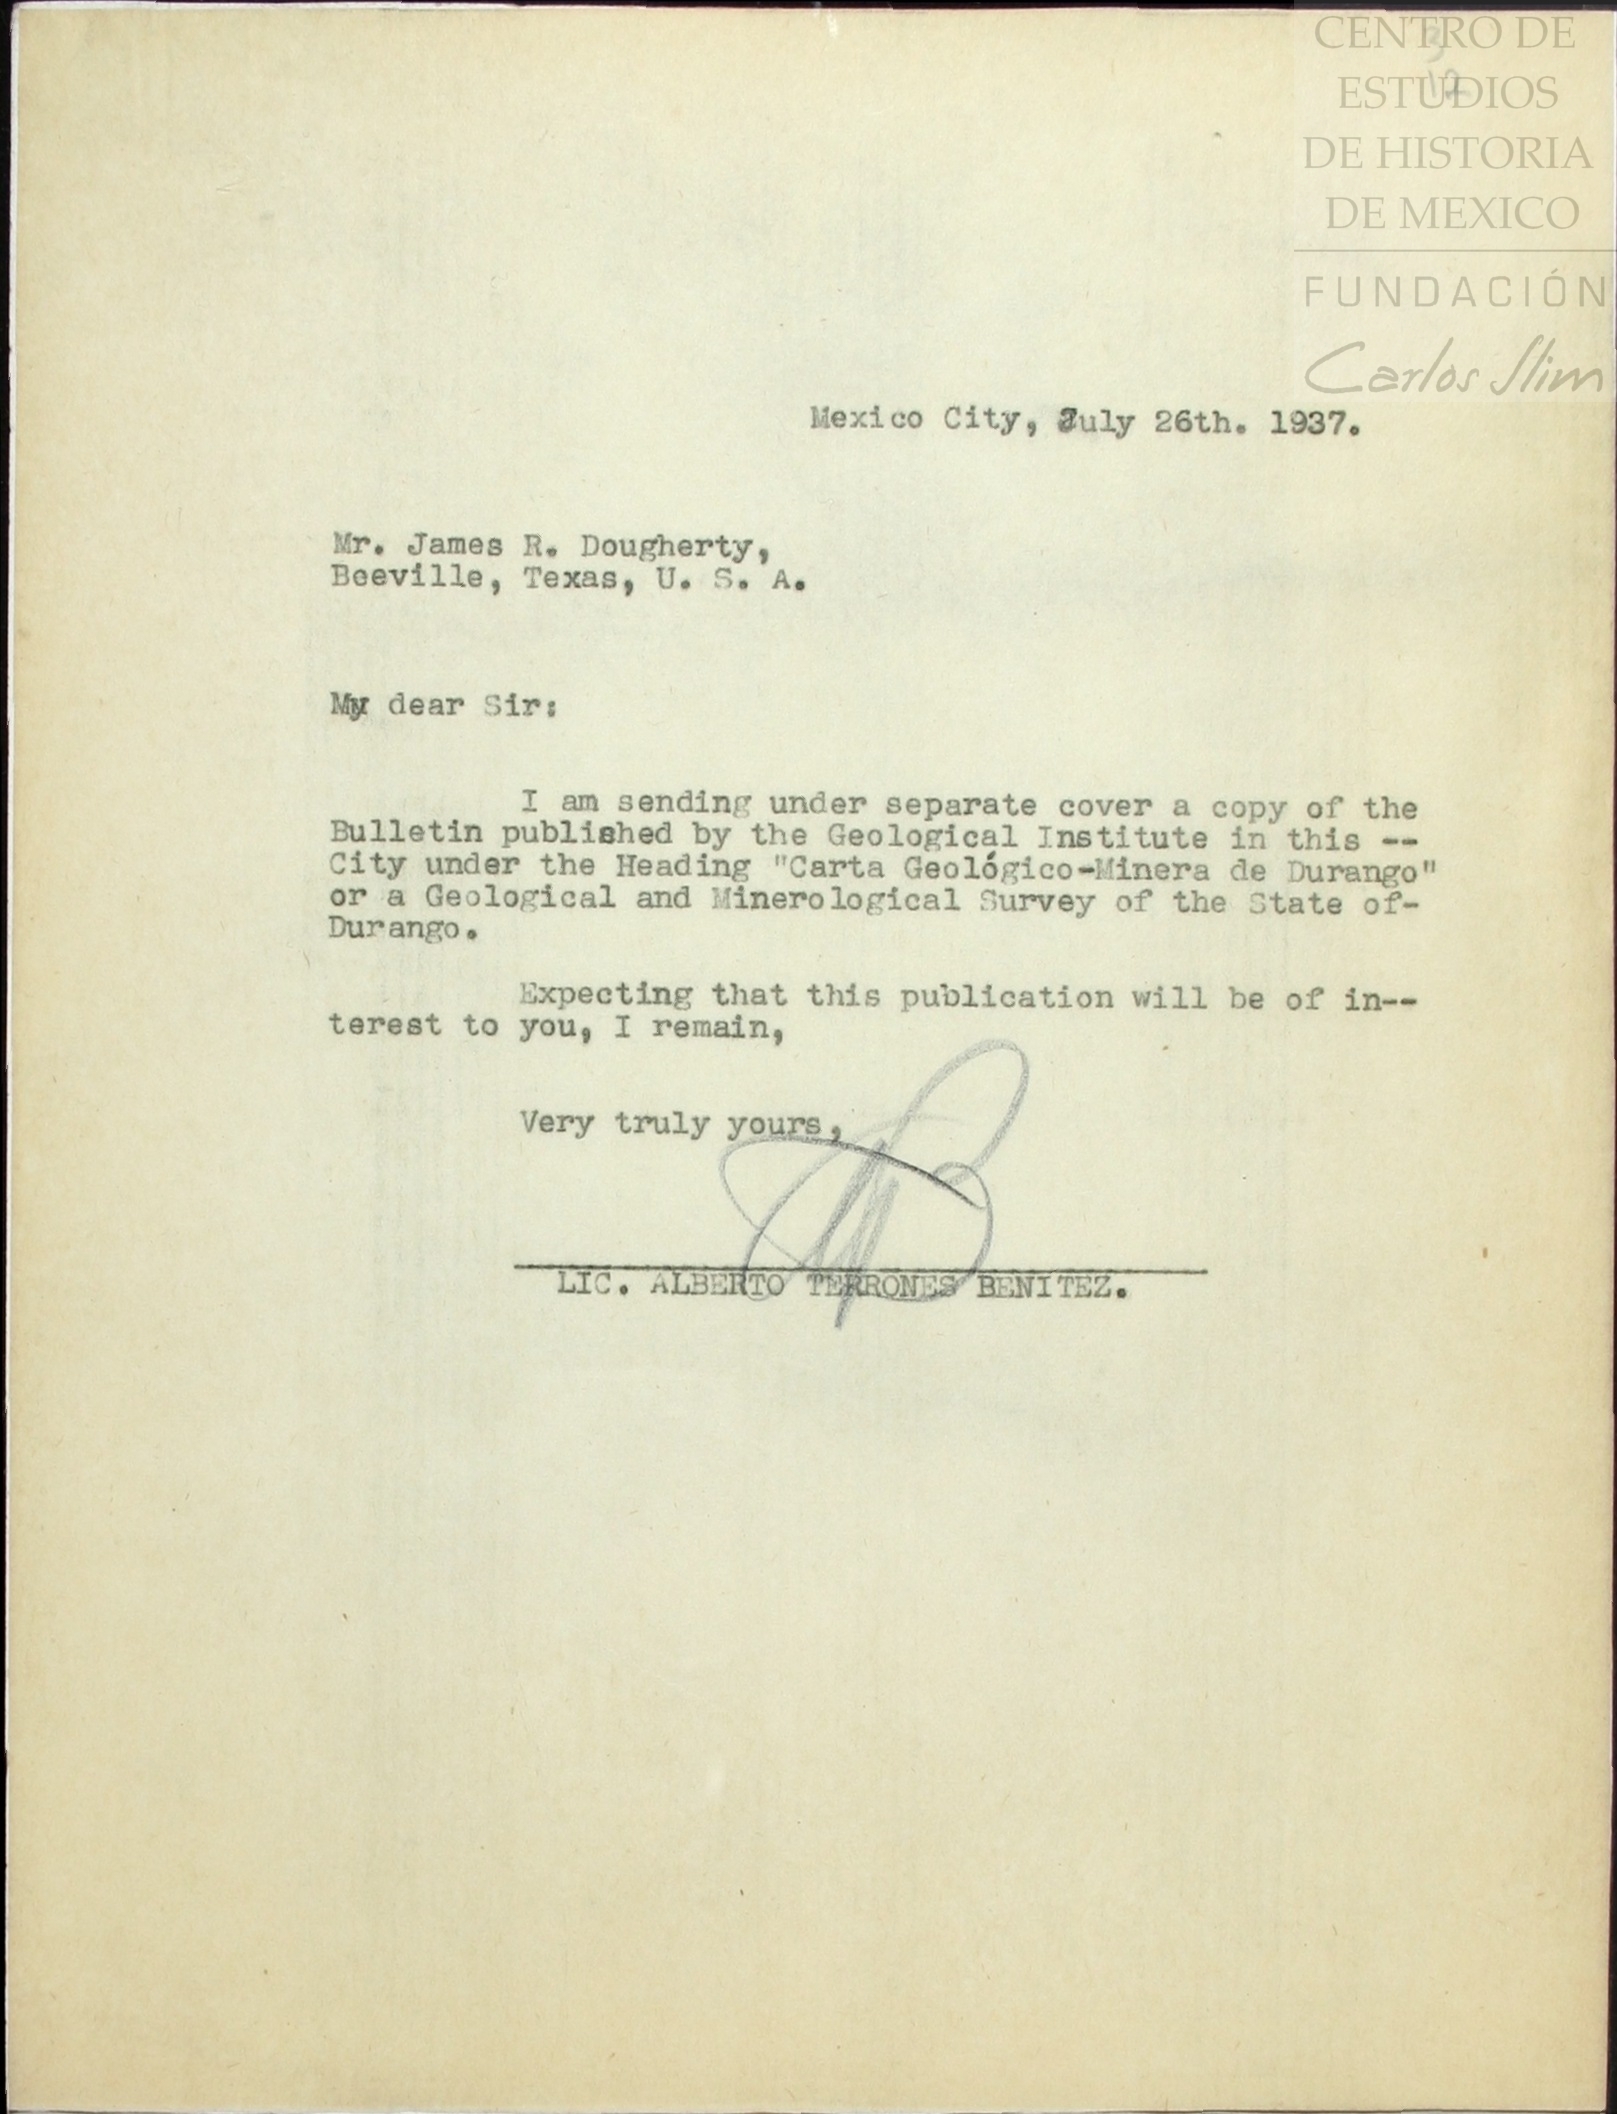 CENTRO DE
ESTUDIOS
DE HISTORIA
DE MEXICO
FUNDACIÓN
Carlos Slim
Mexico City, July 26th. 1937.
Mr. James R. Dougherty,
Beeville, Texas, U. S. A.
My dear Sir:
I am sending under separate cover a copy of the
Bulletin published by the Geological Institute in this --
City under the Heading "Carta Geológico-Minera de Durango"
or a Geological and Minerological Survey of the State of-
Durango.
Expecting that this publication will be of in--
terest to you, I remain,
Very truly yours,
LIC. ALBERTO TERRONES BENITEZ.